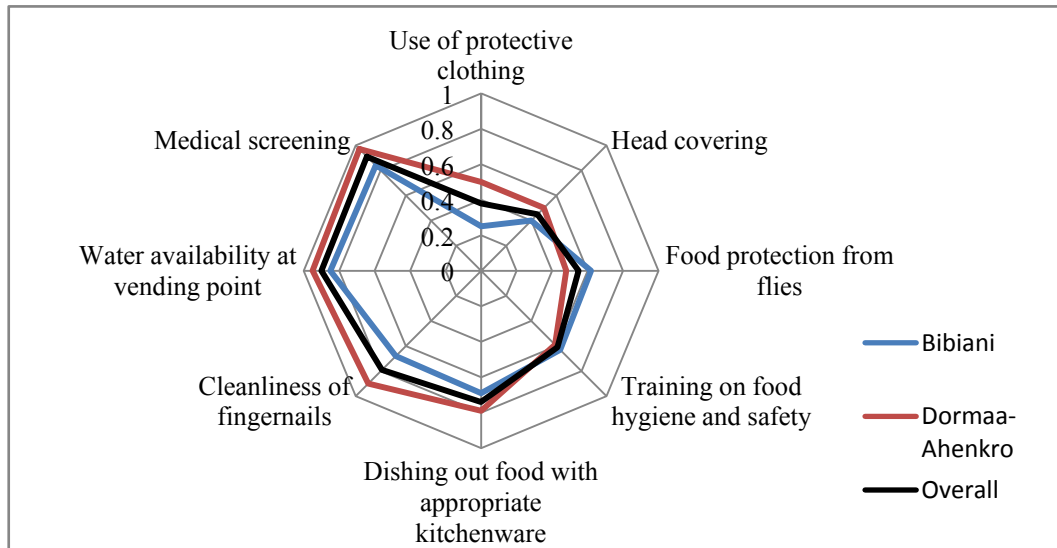 Use of protective
clothing
1
0.8
0.6
0.4
0.2
0
Head covering
Food protection from
flies
Training on food
hygiene and safety
Dishing out food with
appropriate
kitchenware
Cleanliness of
fingernails
Water availability at
vending point
Medical screening
Bibiani
Dormaa-
Ahenkro
Overall